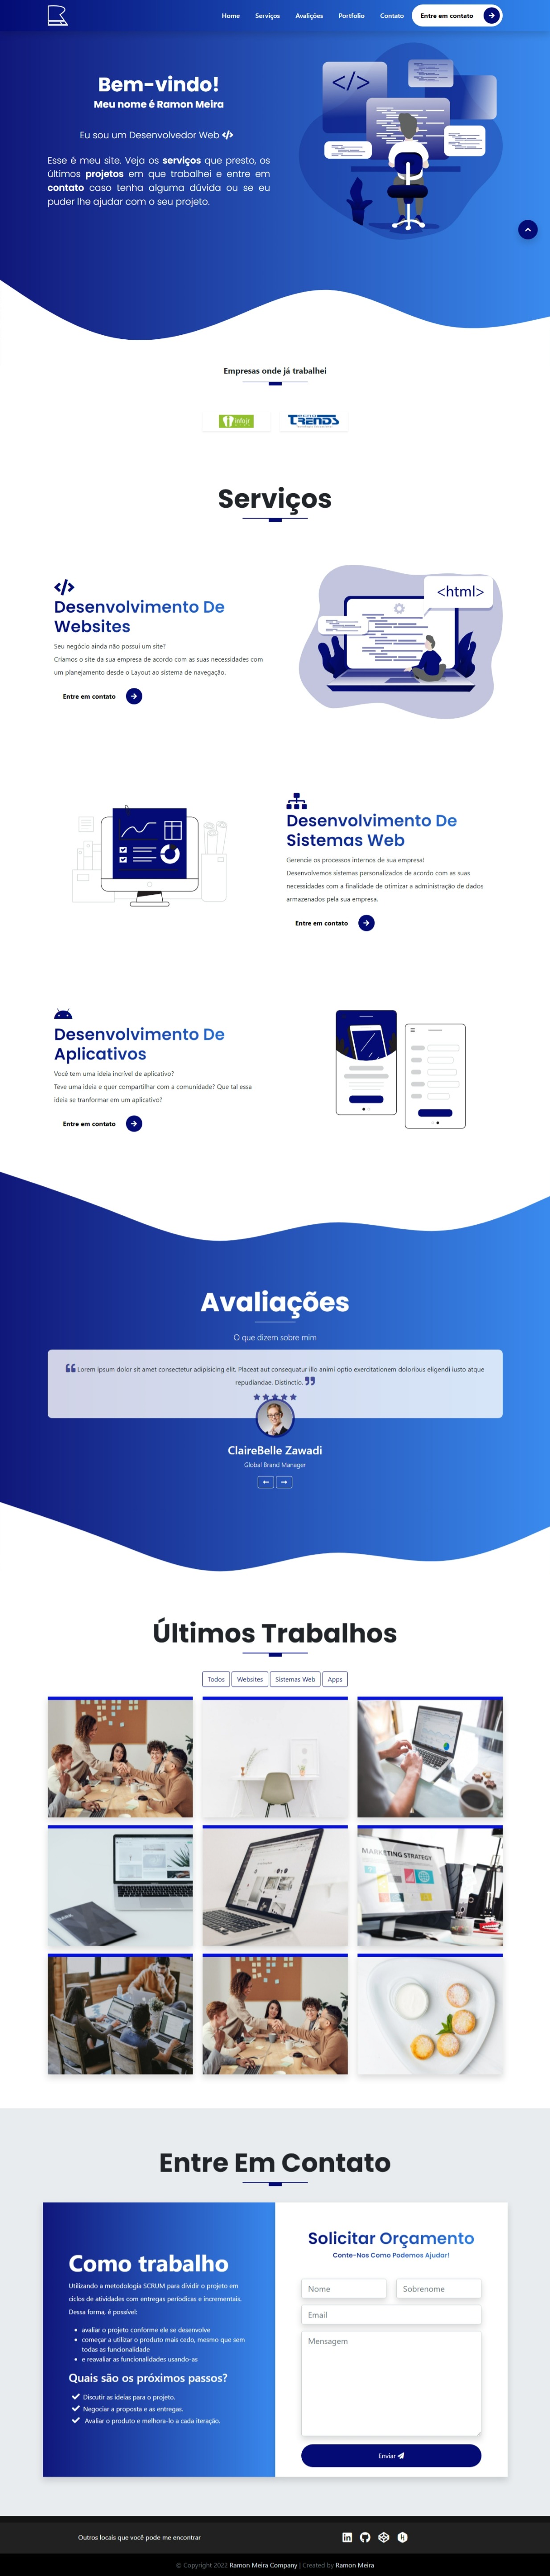 Home Serviços Avalições Portfolio Contato Entre em contato
Bem-vindo!
Meu nome é Ramon Meira
Eu sou um Desenvolvedor Web </>
Esse é meu site. Veja os serviços que presto, os
últimos projetos em que trabalhei e entre em
contato caso tenha alguma dúvida ou se eu
puder lhe ajudar com o seu projeto.
</>
Empresas onde já trabalhei
TRENDS
Serviços
</>
Desenvolvimento De
Websites
Seu negócio ainda não possui um site?
Criamos o site da sua empresa de acordo com as suas necessidades com
um planejamento desde o Layout ao sistema de navegação.
Entre em contato
<html>
Desenvolvimento De
Sistemas Web
Gerencie os processos internos de sua empresa!
Desenvolvemos sistemas personalizados de acordo com as suas
necessidades com a finalidade de otimizar a administração de dados
armazenados pela sua empresa.
Entre em contato
Desenvolvimento De
Aplicativos
Você tem uma ideia incrível de aplicativo?
Teve uma ideia e quer compartilhar com a comunidade? Que tal essa
ideia se tranformar em um aplicativo?
Entre em contato
Avaliações
O que dizem sobre mim
Lorem ipsum dolor sit amet consectetur adipisicing elit. Placeat aut consequatur illo animi optio exercitationem doloribus eligendi iusto atque
repudiandae. Distinctio.
ClaireBelle Zawadi
Global Brand Manager
Últimos Trabalhos
Todos Websites Sistemas Web Apps
MARKETING STRATEGY
Entre Em Contato
Como trabalho
Utilizando a metodologia SCRUM para dividir o projeto em
ciclos de atividades com entregas periodicas e incrementais.
Dessa forma, é possível:
avaliar o projeto conforme ele se desenvolve
começar a utilizar o produto mais cedo, mesmo que sem
todas as funcionalidade
e reavaliar as funcionalidades usando-as
Quais são os próximos passos?
Discutir as ideias para o projeto.
Negociar a proposta e as entregas.
Avaliar o produto e melhora-lo a cada iteração.
Solicitar Orçamento
Conte-Nos Como Podemos Ajudar!
Nome Sobrenome
Email
Mensagem
Enviar
Outros locais que você pode me encontrar
© Copyright 2022 Ramon Meira Company | Created by Ramon Meira